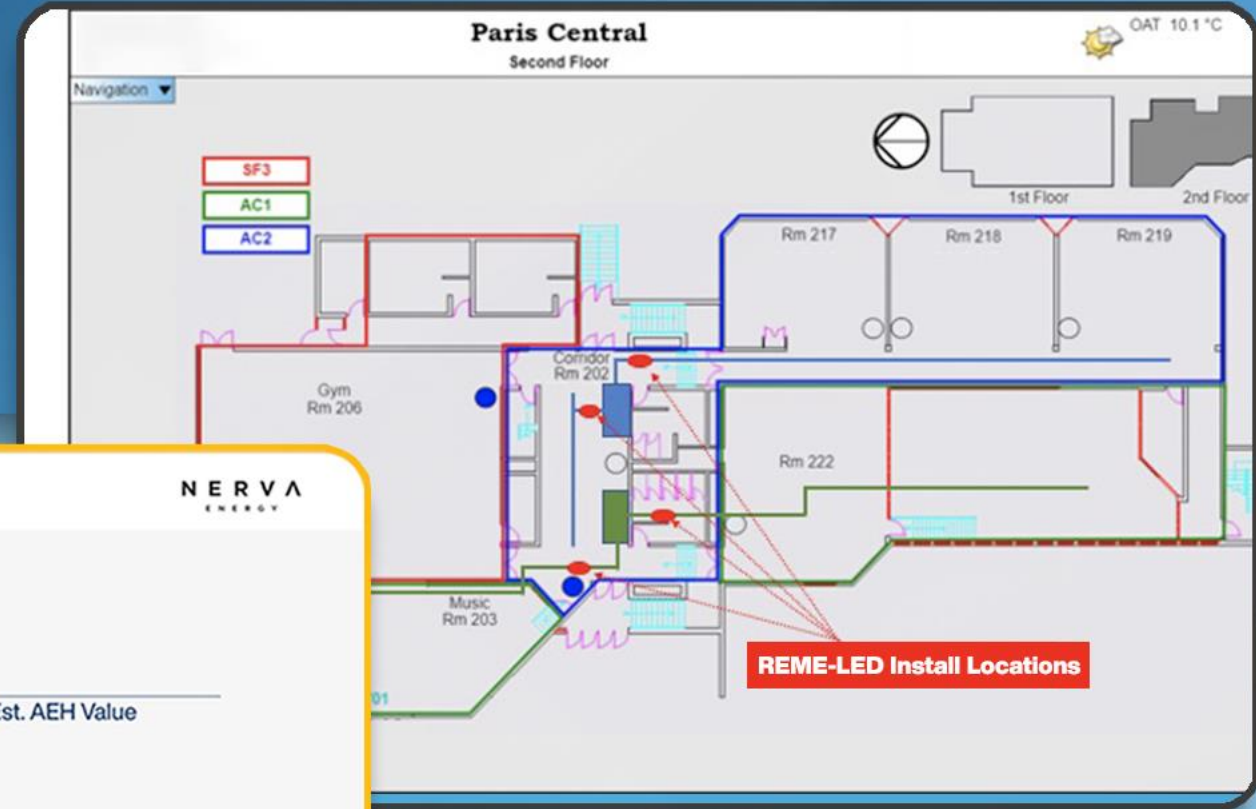 Paris Central
Second Floor
OAT 10.1 °C
Navigation
SF3
AC1
AC2
1st Floor
2nd Floor
Rm 217
Rm 218
Rm 219
Corridor
Rm 202
Gym
Rm 206
Rm 222
Music
Rm 203
REME-LED Install Locations
NERVA
ENERGY
Est. AEH Value
01